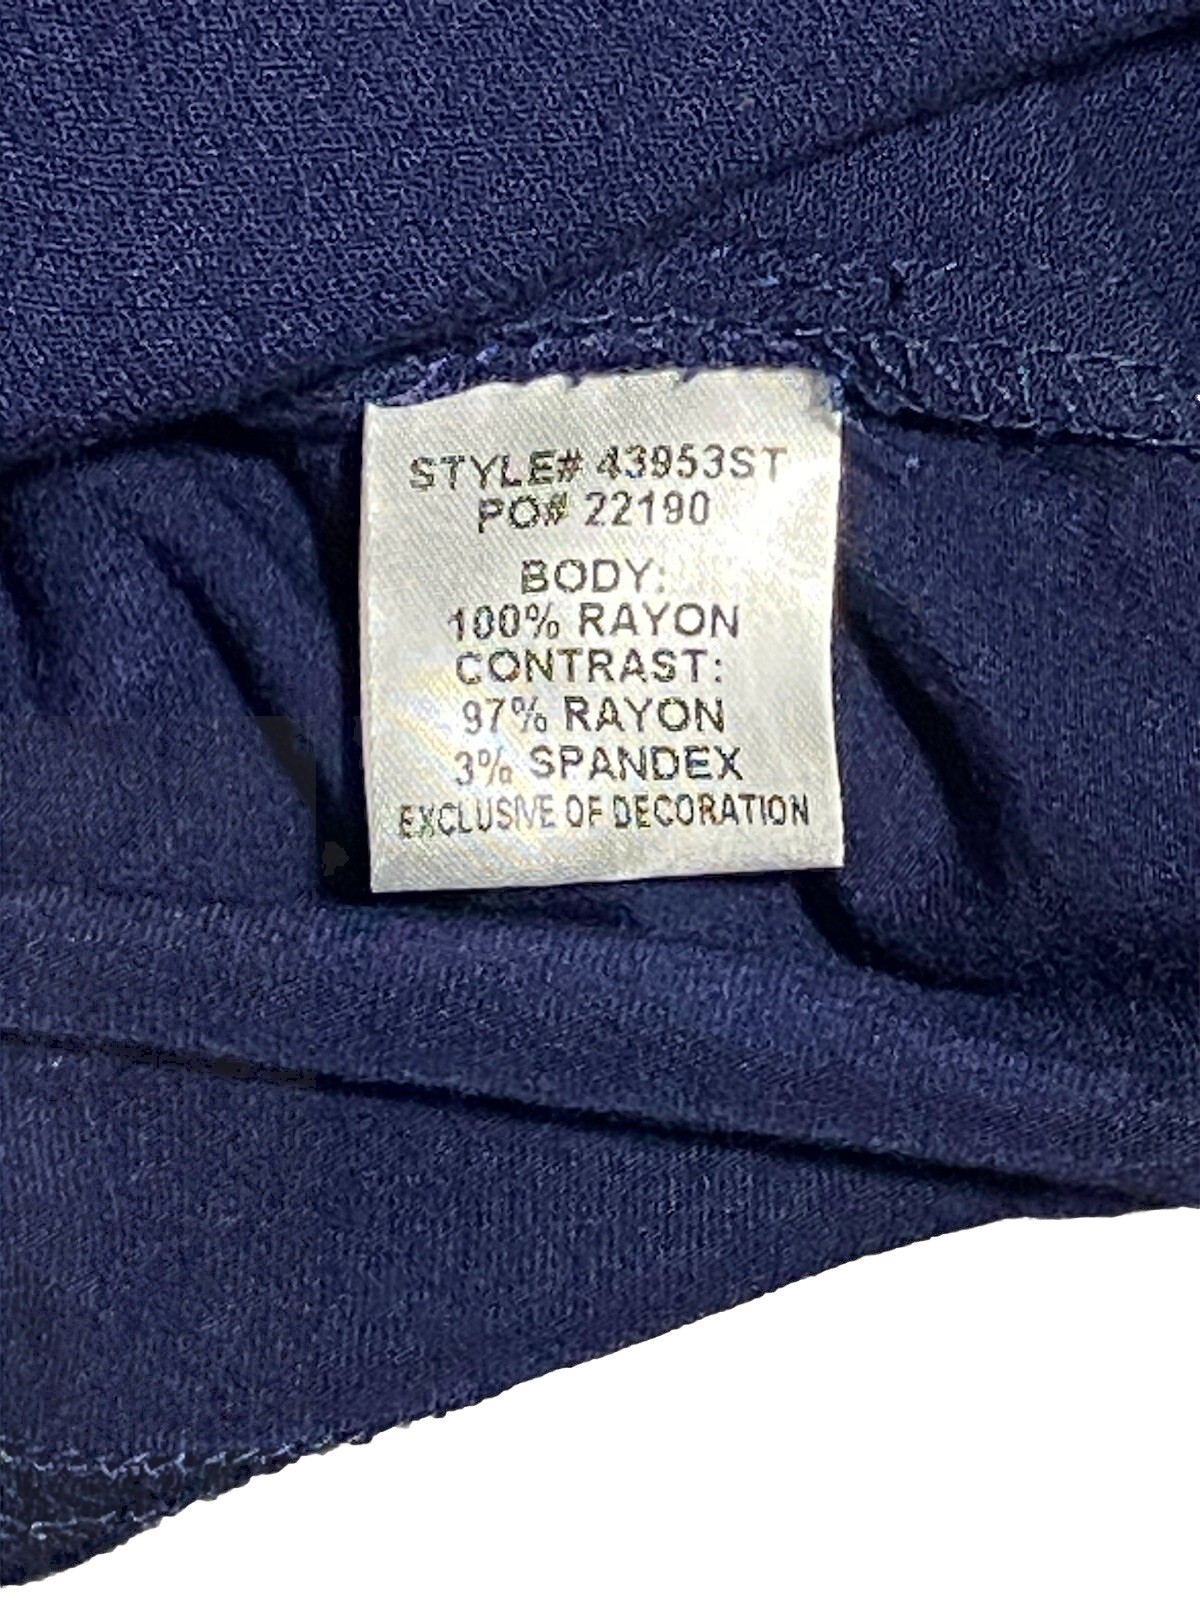 STYLE# 43953ST
PO# 22190
BODY:
100% RAYON
CONTRAST:
97% RAYON
3% SPANDEX
EXCLUSIVE OF DECORATION